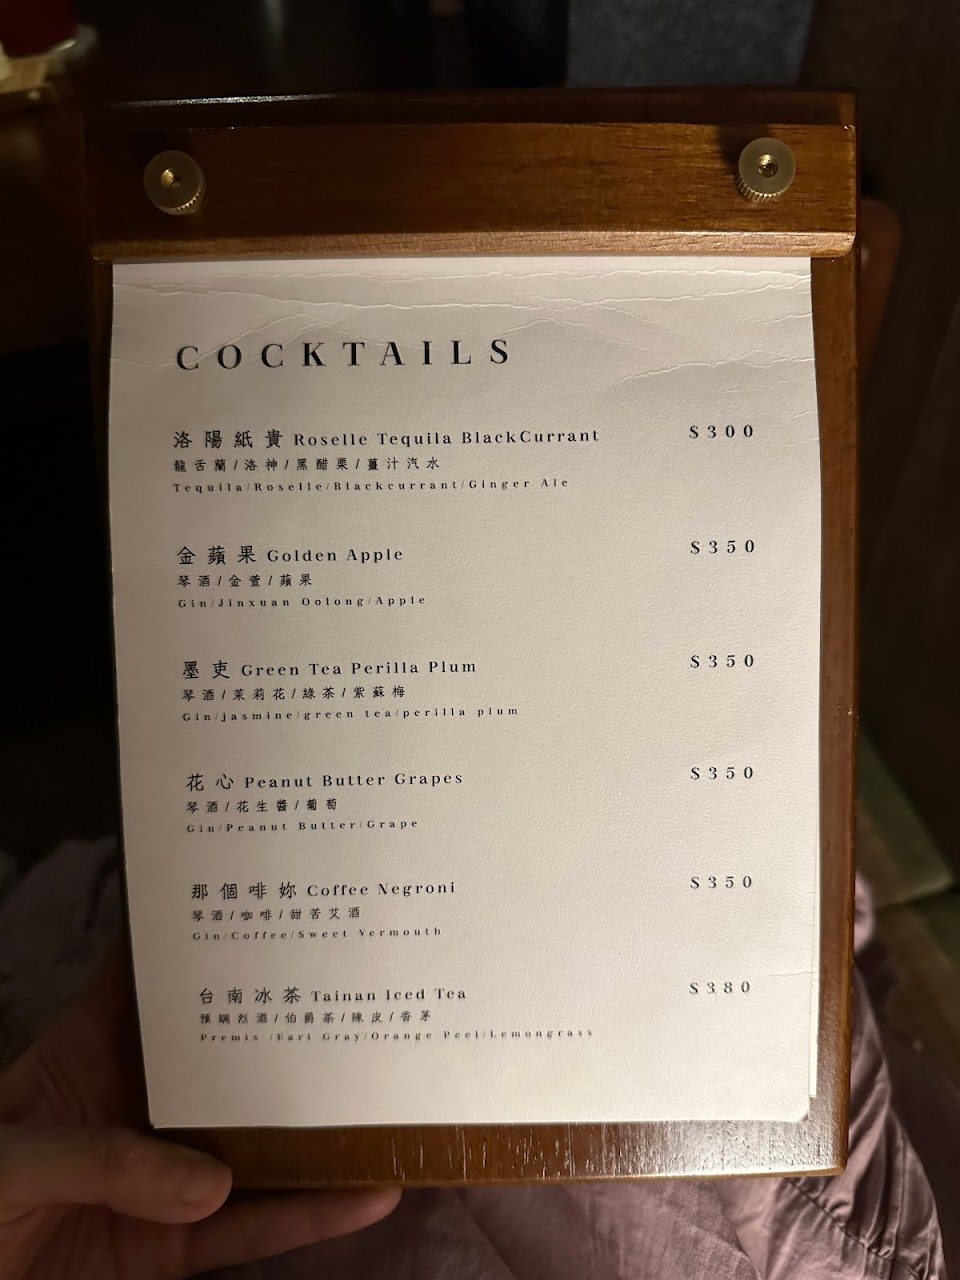 COCKTAILS
洛陽紙貴 Roselle Tequila BlackCurrant $300
龍舌蘭/洛神/黑醋栗/薑汁汽水
Tequila/Roselle/Blackcurrant/Ginger Ale
金蘋果 Golden Apple $350
琴酒/金萱/蘋果
Gin/Jinxuan Oolong/Apple
墨吏 Green Tea Perilla Plum $350
琴酒/茉莉花/綠茶/紫蘇梅
Gin/jasmine/green tea/perilla plum
花心 Peanut Butter Grapes $350
琴酒/花生醬/葡萄
Gin/Peanut Butter/Grape
那個啡妳 Coffee Negroni $350
琴酒/咖啡/甜苦艾酒
Gin/Coffee/Sweet Vermouth
台南冰茶 Tainan Iced Tea $380
預調烈酒/伯爵茶/陳皮/香茅
Premix /Earl Gray/Orange Peel/Lemongrass